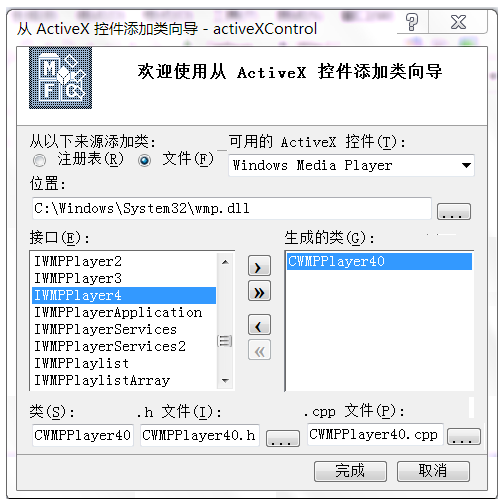 从 ActiveX 控件添加类向导 - activeXControl
MFC
欢迎使用从 ActiveX 控件添加类向导
从以下来源添加类:
可用的 ActiveX 控件(T):
注册表(R) 文件(F)
Windows Media Player
位置:
C:\Windows\System32\wmp.dll
...
接口(E):
生成的类(G):
IWMPPlayer2
IWMPPlayer3
IWMPPlayer4
IWMPPlayerApplication
IWMPPlayerServices
IWMPPlayerServices2
IWMPPlaylist
IWMPPlaylistArray
>
»
<
«
CWMPPlayer40
类(S):
.h 文件(I):
.cpp 文件(P):
CWMPPlayer40
CWMPPlayer40.h
...
CWMPPlayer40.cpp
...
完成
取消